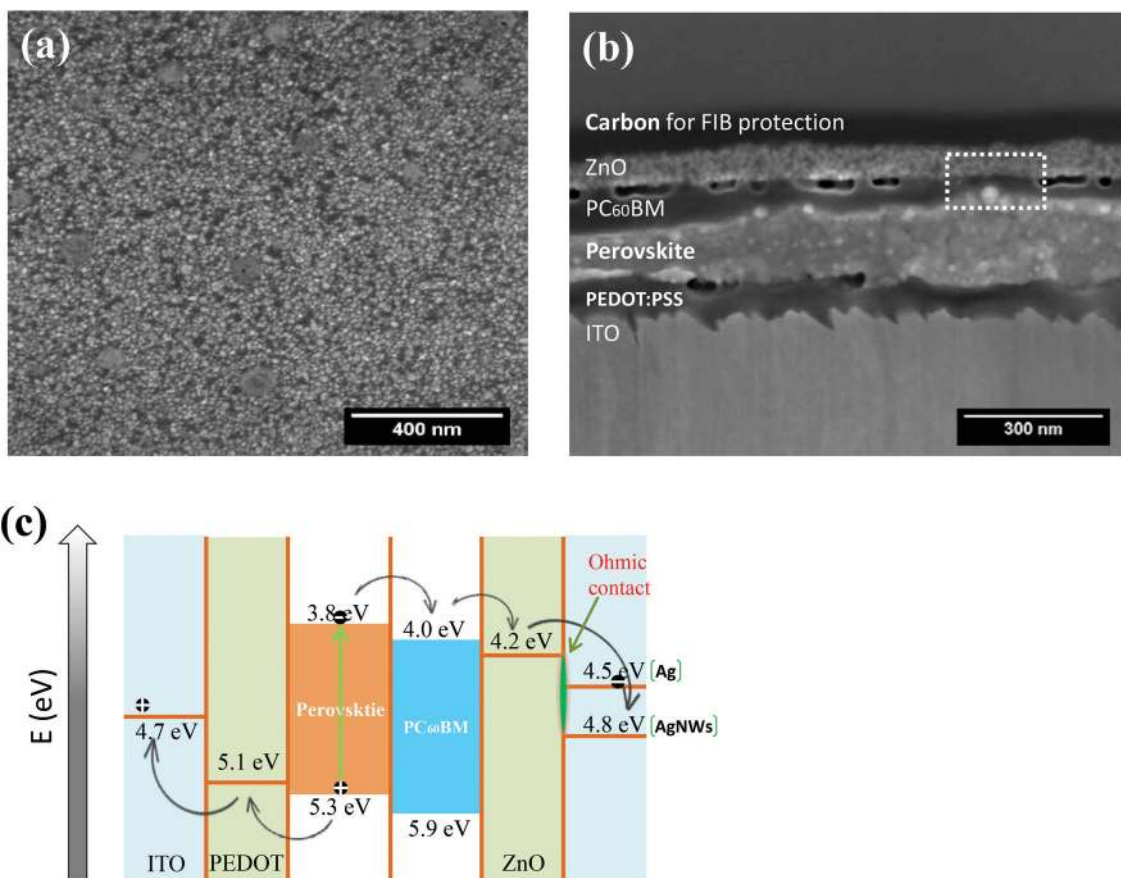 (a)
400 nm
(b)
Carbon for FIB protection
ZnO
PC60BM
Perovskite
PEDOT:PSS
ITO
300 nm
(c)
E (eV)
Ohmic
contact
3.8 eV
4.0 eV
4.2 eV
4.5 eV [Ag]
4.7 eV
Perovsktie
PC60BM
4.8 eV [AgNWs]
5.1 eV
5.3 eV
5.9 eV
ITO
PEDOT
ZnO